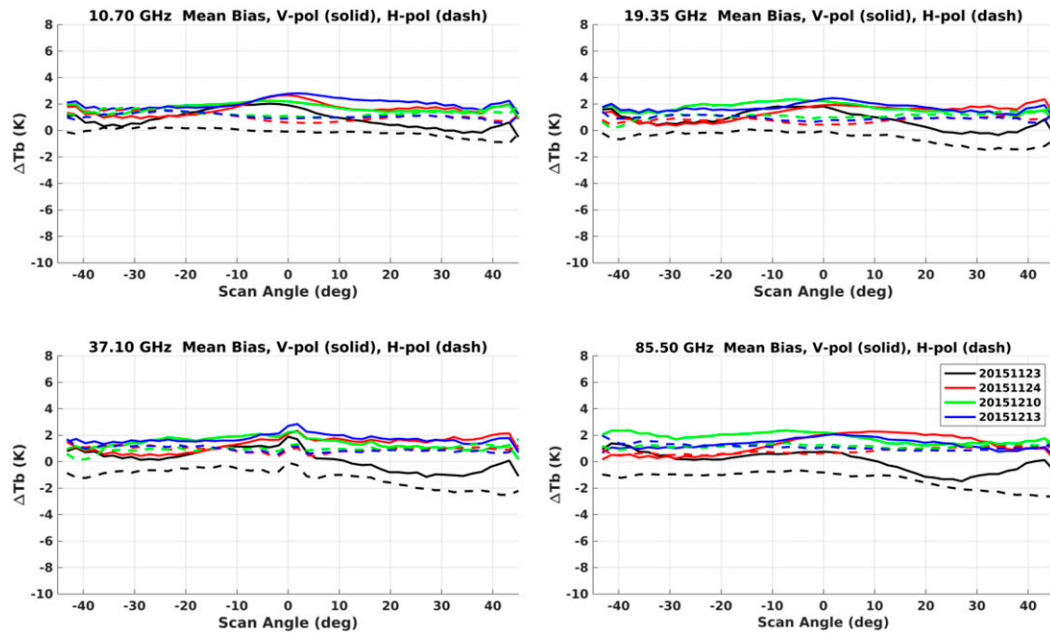 10.70 GHz  Mean Bias, V-pol (solid), H-pol (dash)
8
6
4
2
0
-2
-4
-6
-8
-10
ΔTb (K)
-40 -30 -20 -10 0 10 20 30 40
Scan Angle (deg)
19.35 GHz  Mean Bias, V-pol (solid), H-pol (dash)
8
6
4
2
0
-2
-4
-6
-8
-10
ΔTb (K)
-40 -30 -20 -10 0 10 20 30 40
Scan Angle (deg)
37.10 GHz  Mean Bias, V-pol (solid), H-pol (dash)
8
6
4
2
0
-2
-4
-6
-8
-10
ΔTb (K)
-40 -30 -20 -10 0 10 20 30 40
Scan Angle (deg)
85.50 GHz  Mean Bias, V-pol (solid), H-pol (dash)
8
6
4
2
0
-2
-4
-6
-8
-10
ΔTb (K)
20151123
20151124
20151210
20151213
-40 -30 -20 -10 0 10 20 30 40
Scan Angle (deg)